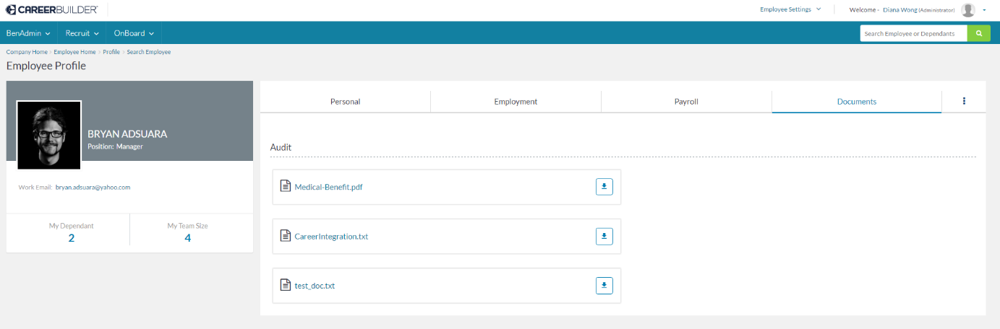 CAREERBUILDER
Employee Settings
Welcome - Diana Wong (Administrator)
BenAdmin
Recruit
OnBoard
Search Employee or Dependants
Company Home » Employee Home » Profile » Search Employee
Employee Profile
BRYAN ADSUARA
Position: Manager
Work Email: bryan.adsuara@yahoo.com
My Dependant
2
My Team Size
4
Personal
Employment
Payroll
Documents
Audit
Medical-Benefit.pdf
CareerIntegration.txt
test_doc.txt